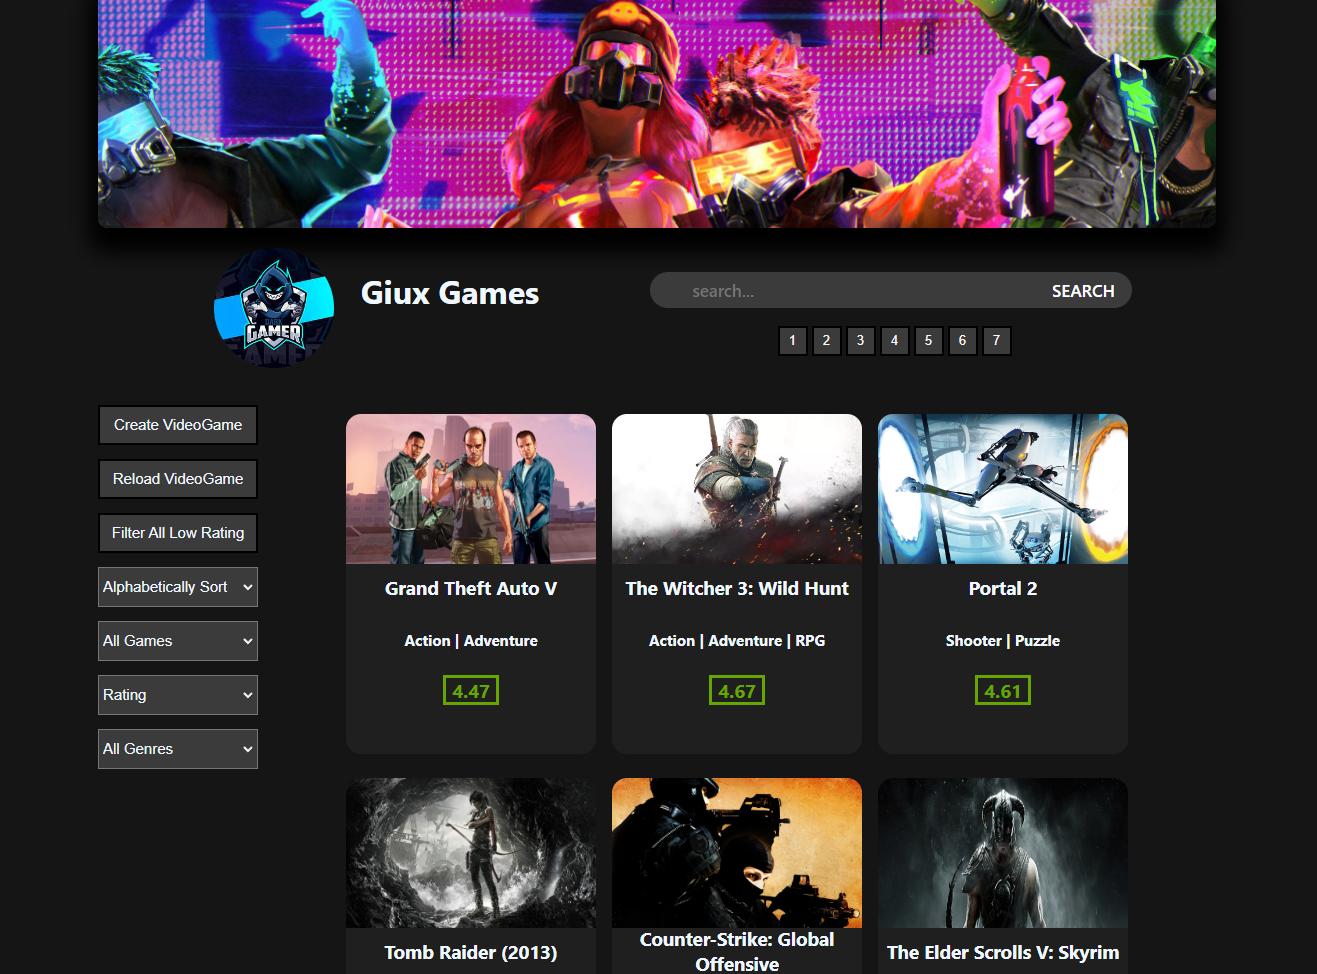 Giux Games
search...
SEARCH
1 2 3 4 5 6 7
DARK
GAMER
GAMER
Create VideoGame
Reload VideoGame
Filter All Low Rating
Alphabetically Sort
All Games
Rating
All Genres
Grand Theft Auto V
Action | Adventure
4.47
The Witcher 3: Wild Hunt
Action | Adventure | RPG
4.67
Portal 2
Shooter | Puzzle
4.61
Tomb Raider (2013)
Counter-Strike: Global
Offensive
The Elder Scrolls V: Skyrim